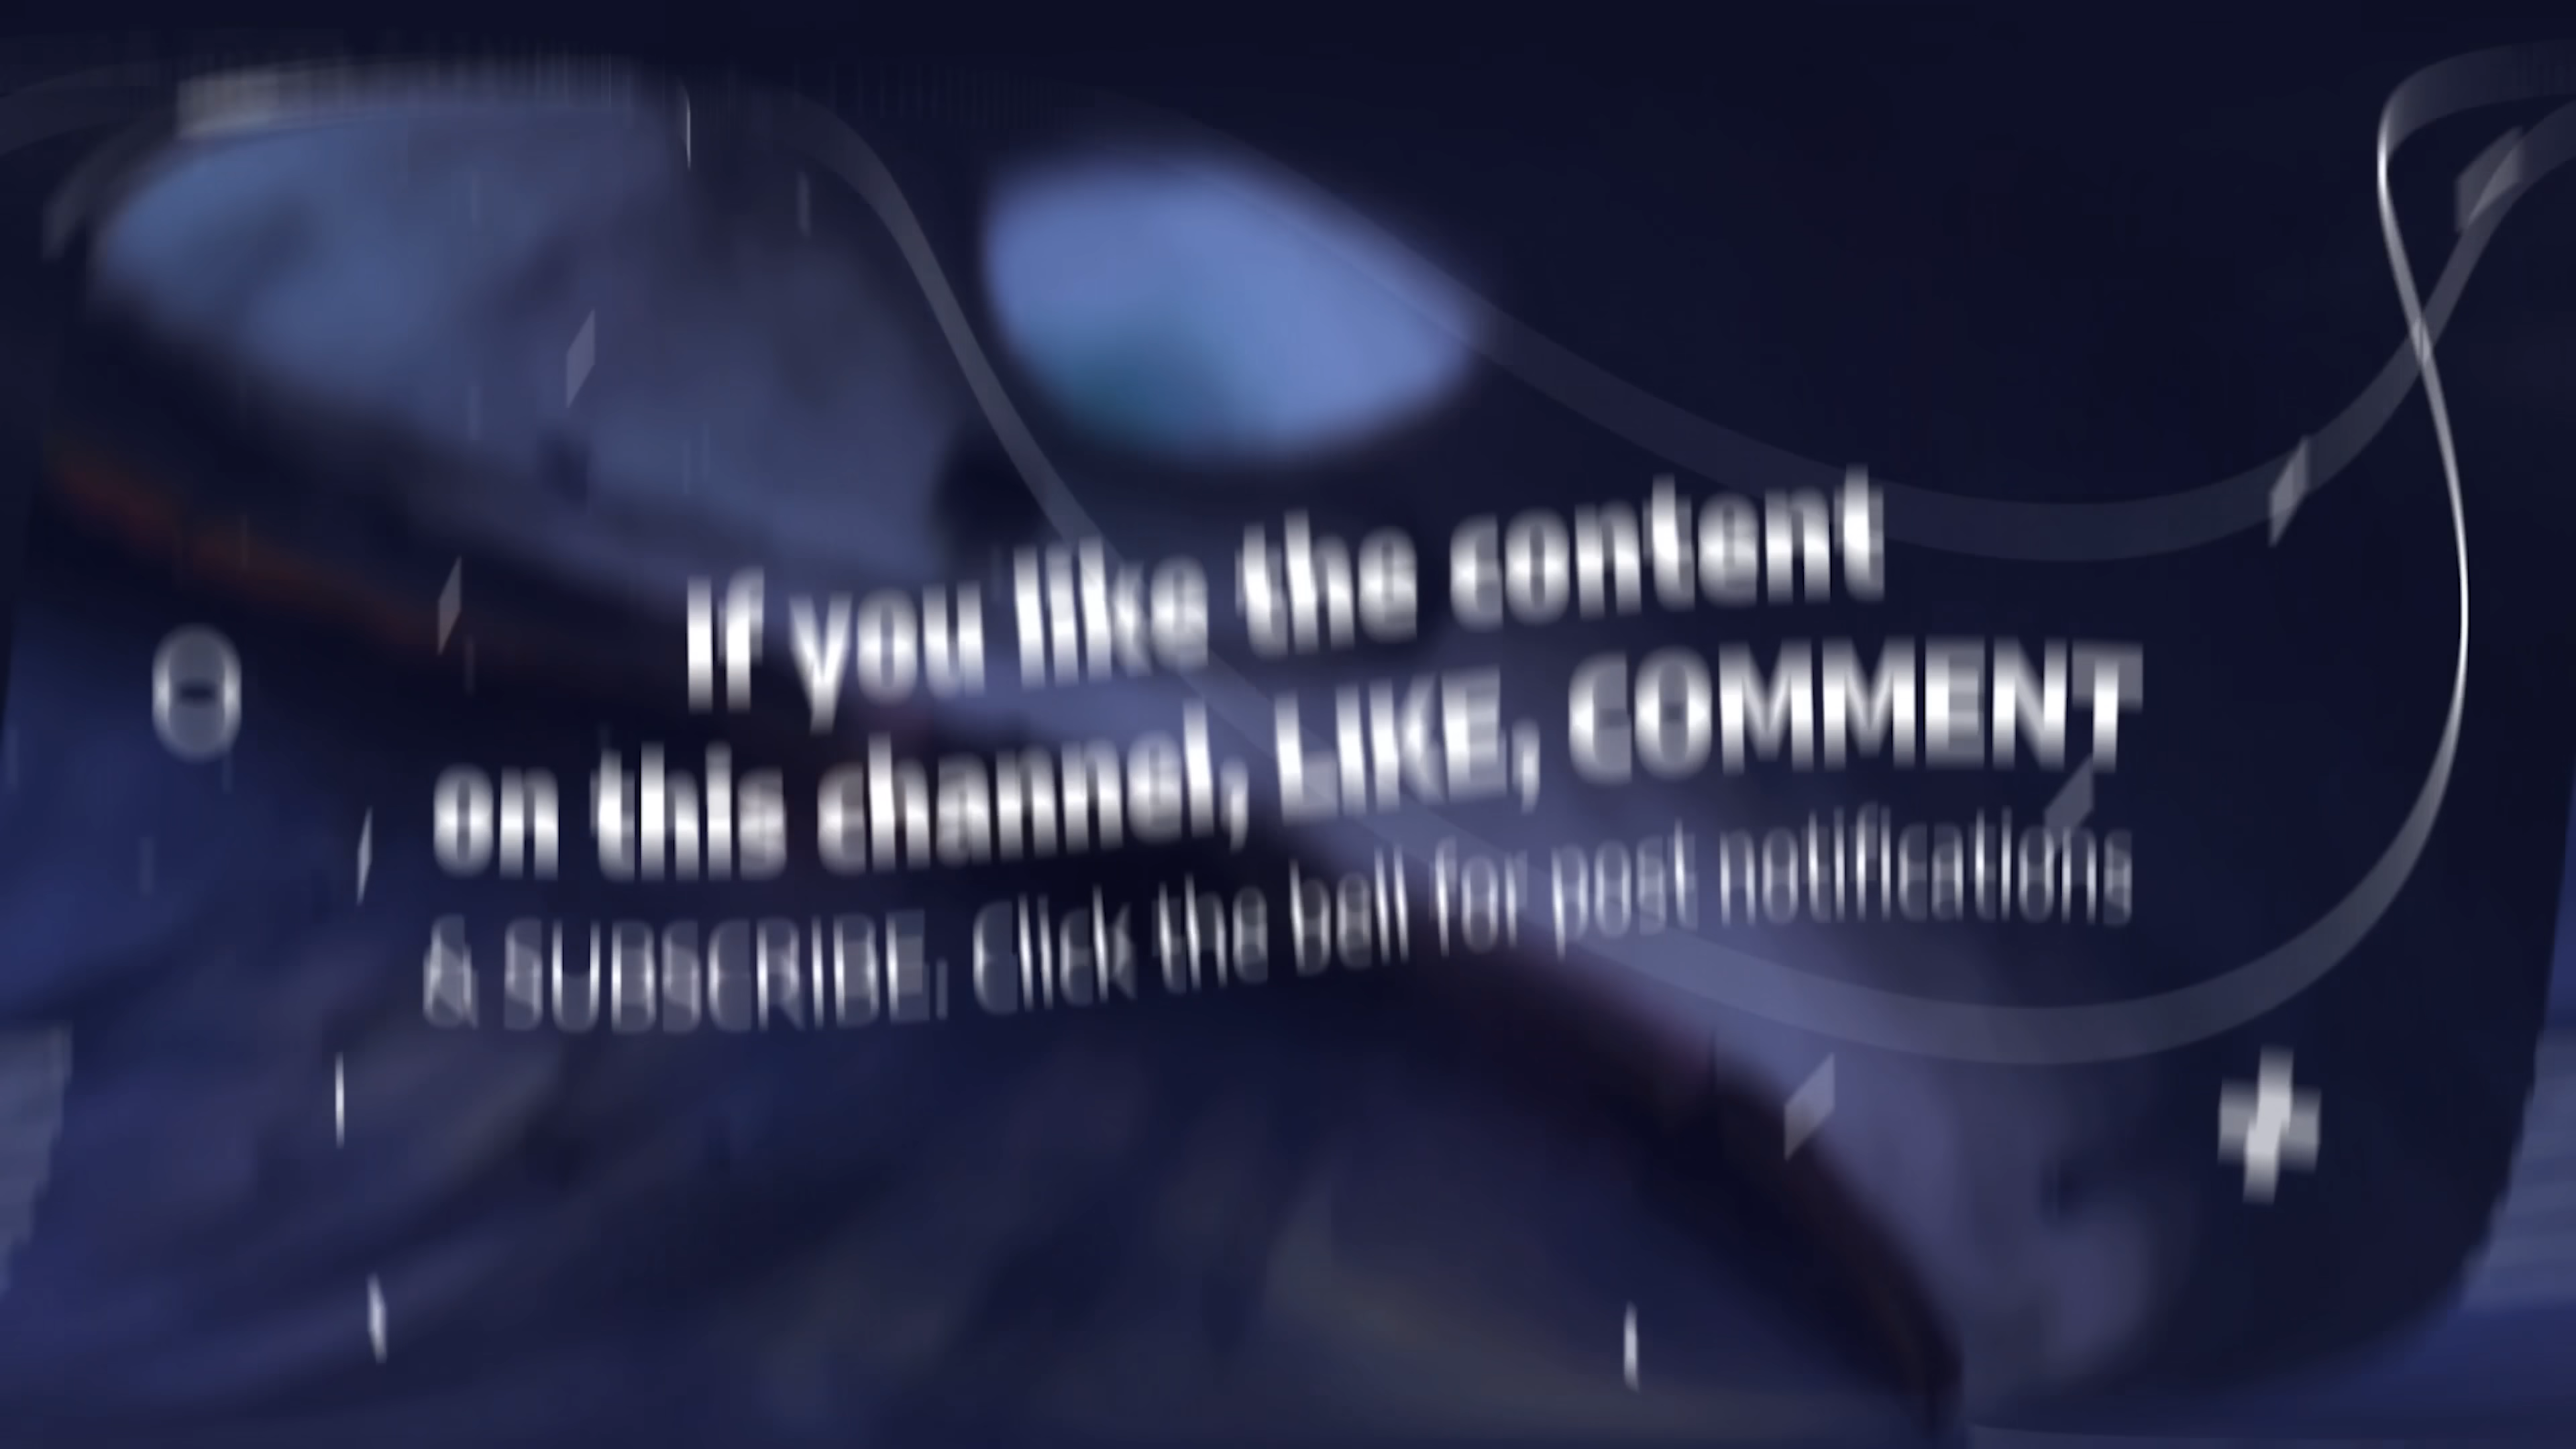 If you like the content
on this channel, LIKE, COMMENT
& SUBSCRIBE. Click the bell for post notifications